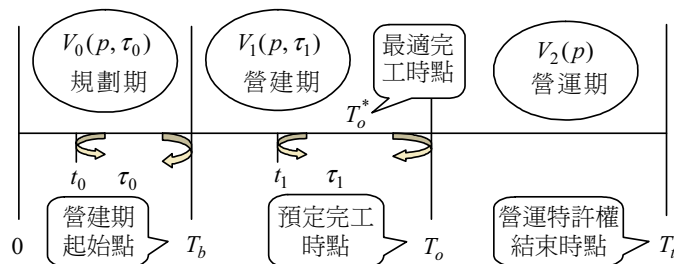 V₀(p, τ₀)
規劃期
V₁(p, τ₁)
營建期
最適完
工時點
V₂(p)
營運期
Tₒ*
t₀
τ₀
t₁
τ₁
0
營建期
起始點
T_b
預定完工
時點
Tₒ
營運特許權
結束時點